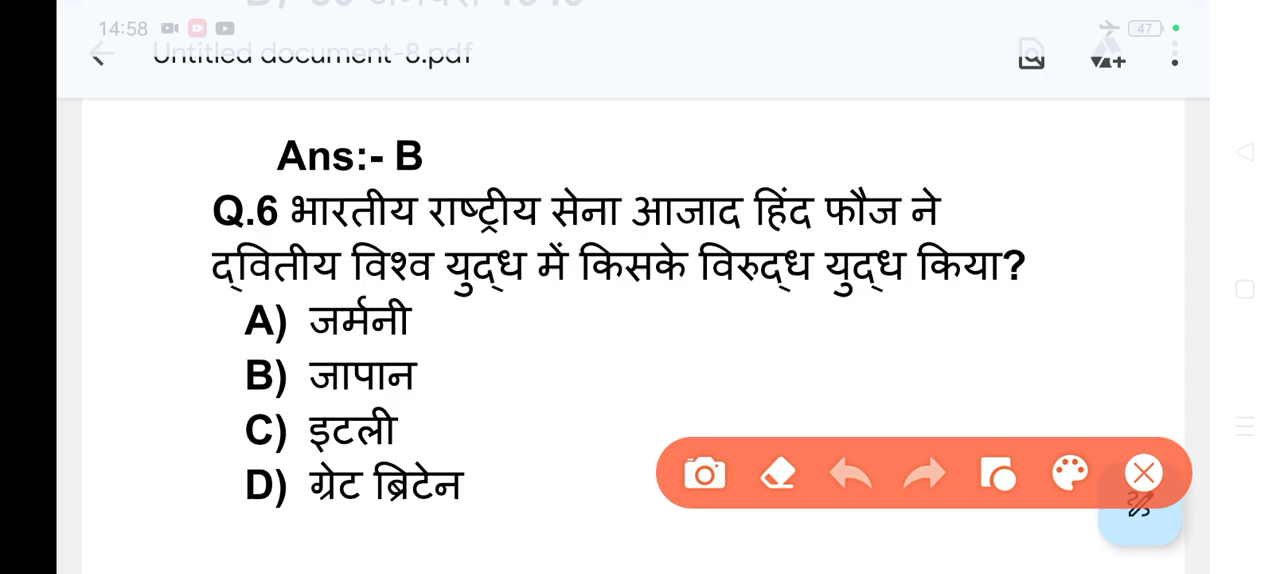 14:58
47
Untitled document-8.pdf
Ans:- B
Q.6 भारतीय राष्ट्रीय सेना आजाद हिंद फौज ने
द्वितीय विश्व युद्ध में किसके विरुद्ध युद्ध किया?
A) जर्मनी
B) जापान
C) इटली
D) ग्रेट ब्रिटेन